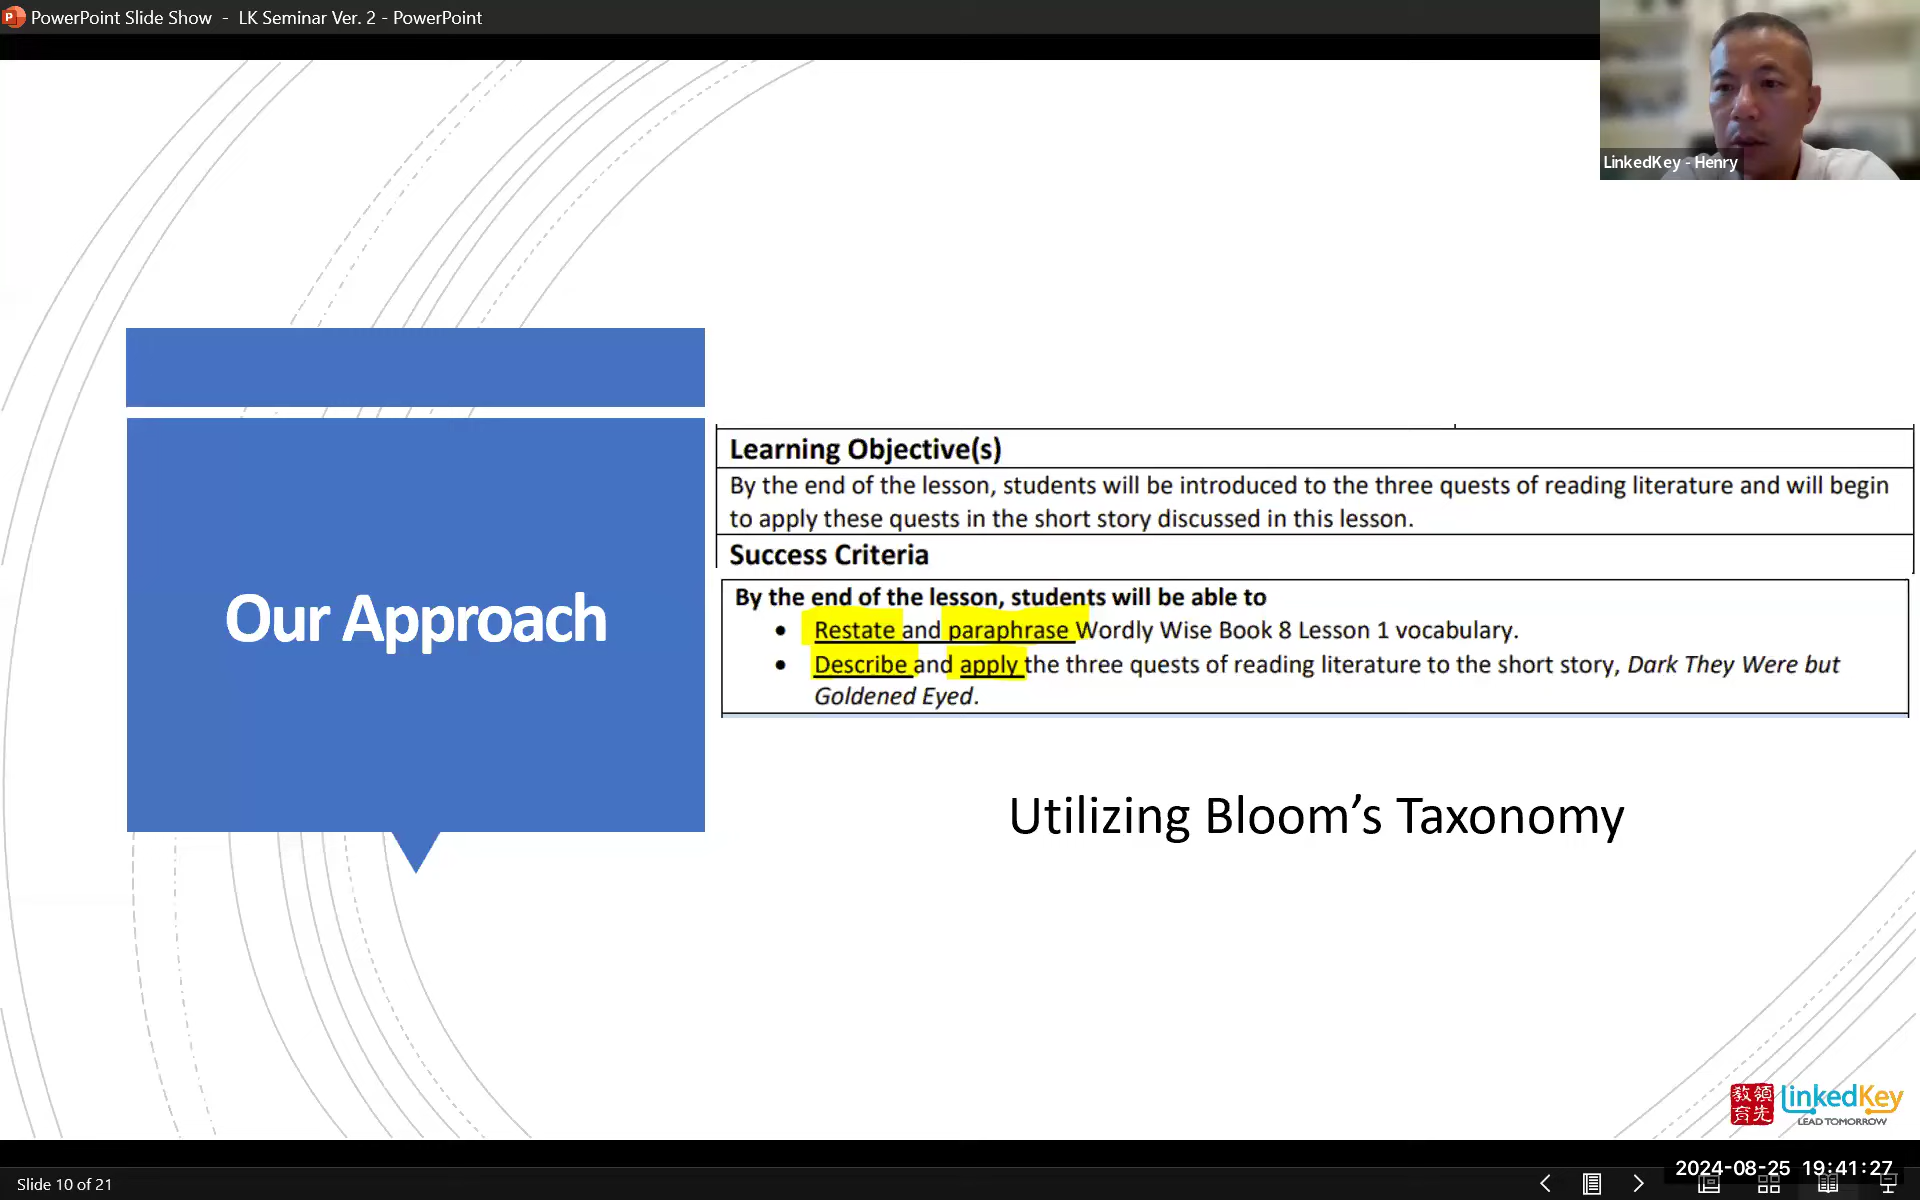 PowerPoint Slide Show - LK Seminar Ver. 2 - PowerPoint
LinkedKey - Henry
Our Approach
Learning Objective(s)
By the end of the lesson, students will be introduced to the three quests of reading literature and will begin
to apply these quests in the short story discussed in this lesson.
Success Criteria
By the end of the lesson, students will be able to
• Restate and paraphrase Wordly Wise Book 8 Lesson 1 vocabulary.
• Describe and apply the three quests of reading literature to the short story, Dark They Were but
Goldened Eyed.
Utilizing Bloom’s Taxonomy
領先教育
LinkedKey
LEAD TOMORROW
2024-08-25 19:41:27
Slide 10 of 21